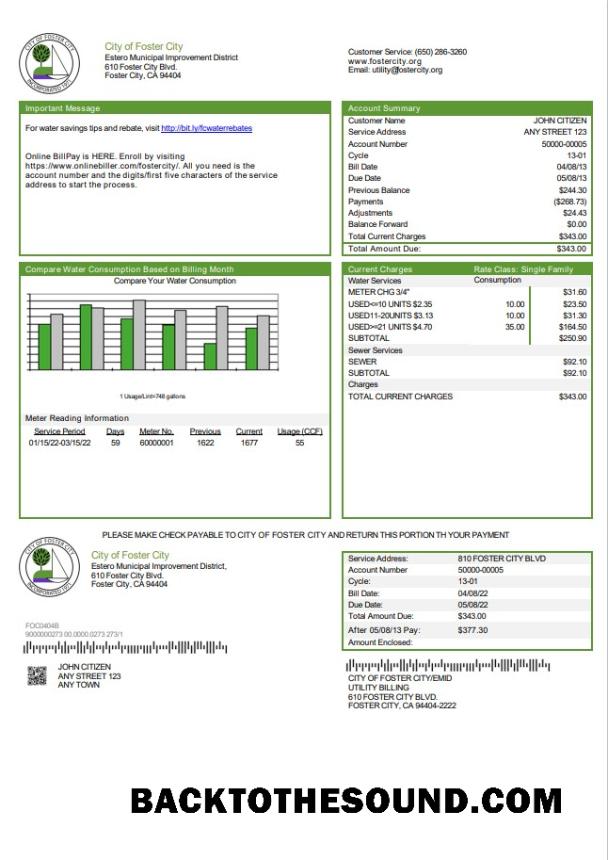 CITY OF FOSTER CITY
INCORPORATED 1971
City of Foster City
Estero Municipal Improvement District
610 Foster City Blvd.
Foster City, CA 94404
Customer Service: (650) 286-3260
www.fostercity.org
Email: utility@fostercity.org
Important Message
For water savings tips and rebate, visit http://bit.ly/fcwaterrebates
Online BillPay is HERE. Enroll by visiting
https://www.onlinebiller.com/fostercity/. All you need is the
account number and the digits/first five characters of the service
address to start the process.
Account Summary
Customer Name JOHN CITIZEN
Service Address ANY STREET 123
Account Number 50000-00005
Cycle 13-01
Bill Date 04/08/13
Due Date 05/08/13
Previous Balance $244.30
Payments ($268.73)
Adjustments $24.43
Balance Forward $0.00
Total Current Charges $343.00
Total Amount Due: $343.00
Compare Water Consumption Based on Billing Month
Compare Your Water Consumption
1 Usage/Unit=748 gallons
Meter Reading Information
Service Period Days Meter No. Previous Current Usage (CCF)
01/15/22-03/15/22 59 60000001 1622 1677 55
Current Charges Rate Class: Single Family
Water Services Consumption
METER CHG 3/4" $31.60
USED<=10 UNITS $2.35 10.00 $23.50
USED11-20UNITS $3.13 10.00 $31.30
USED>=21 UNITS $4.70 35.00 $164.50
SUBTOTAL $250.90
Sewer Services
SEWER $92.10
SUBTOTAL $92.10
Charges
TOTAL CURRENT CHARGES $343.00
PLEASE MAKE CHECK PAYABLE TO CITY OF FOSTER CITY AND RETURN THIS PORTION TH YOUR PAYMENT
CITY OF FOSTER CITY
INCORPORATED 1971
City of Foster City
Estero Municipal Improvement District,
610 Foster City Blvd.
Foster City, CA 94404
Service Address: 810 FOSTER CITY BLVD
Account Number 50000-00005
Cycle: 13-01
Bill Date: 04/08/22
Due Date: 05/08/22
Total Amount Due: $343.00
After 05/08/13 Pay: $377.30
Amount Enclosed:
FOC0404B
9000000273 00.0000.0273 273/1
JOHN CITIZEN
ANY STREET 123
ANY TOWN
CITY OF FOSTER CITY/EMID
UTILITY BILLING
610 FOSTER CITY BLVD.
FOSTER CITY, CA 94404-2222
BACKTOTHESOUND.COM